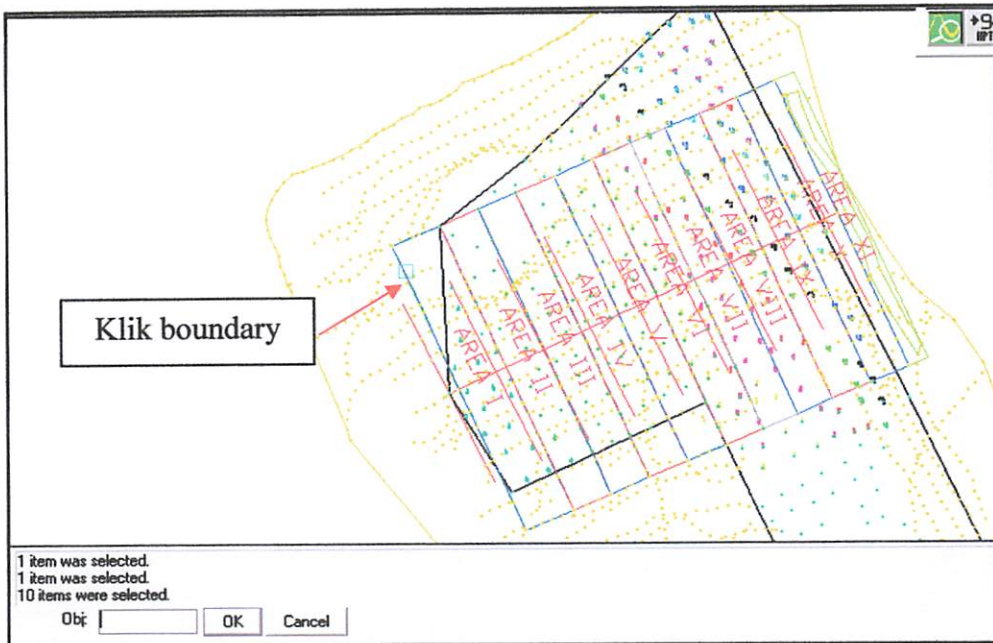 Klik boundary
AREA I
AREA II
AREA III
AREA IV
AREA V
AREA VI
AREA VII
AREA VIII
AREA IX
AREA X
AREA XI
1 item was selected.
1 item was selected.
10 items were selected.
Obj: OK Cancel